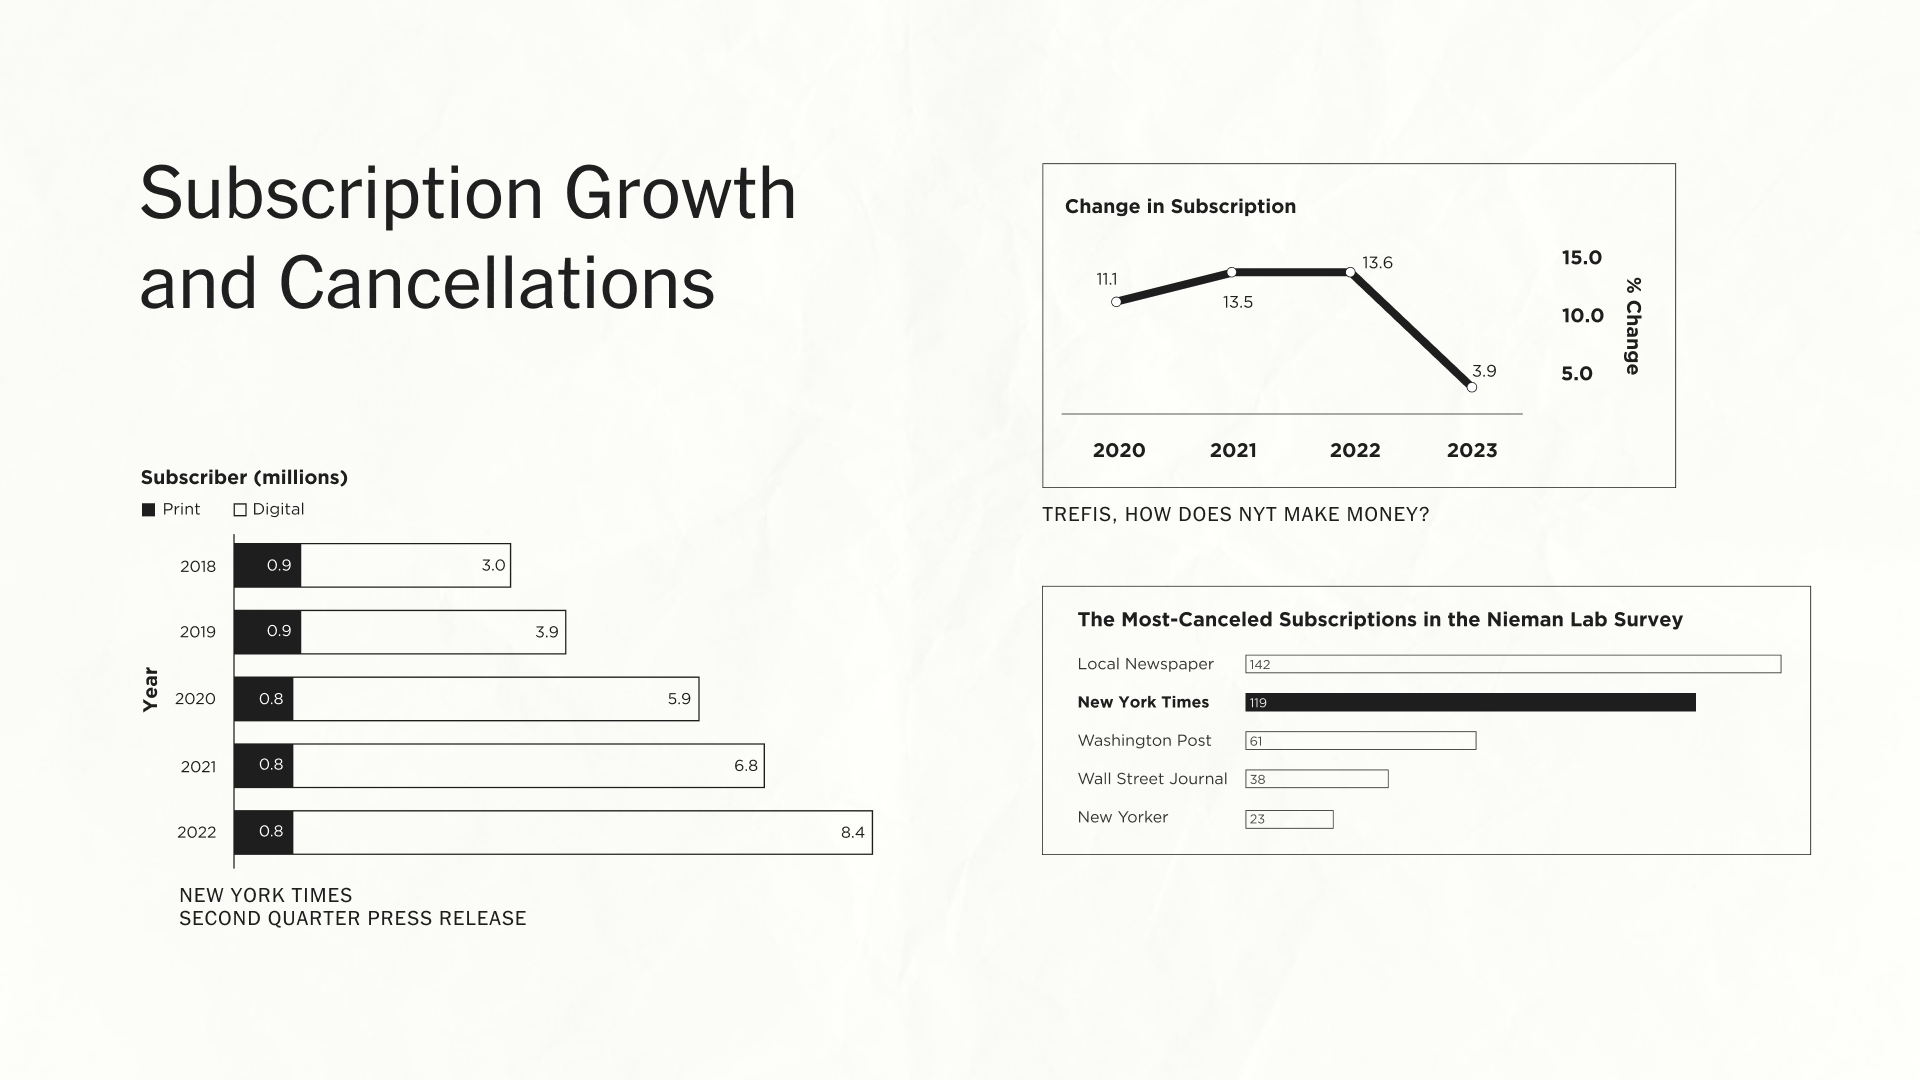 Subscription Growth
and Cancellations
Subscriber (millions)
Print Digital
Year
2018 0.9 3.0
2019 0.9 3.9
2020 0.8 5.9
2021 0.8 6.8
2022 0.8 8.4
NEW YORK TIMES
SECOND QUARTER PRESS RELEASE
Change in Subscription
11.1
13.5
13.6
3.9
15.0
10.0
5.0
% Change
2020 2021 2022 2023
TREFIS, HOW DOES NYT MAKE MONEY?
The Most-Canceled Subscriptions in the Nieman Lab Survey
Local Newspaper 142
New York Times 119
Washington Post 61
Wall Street Journal 38
New Yorker 23